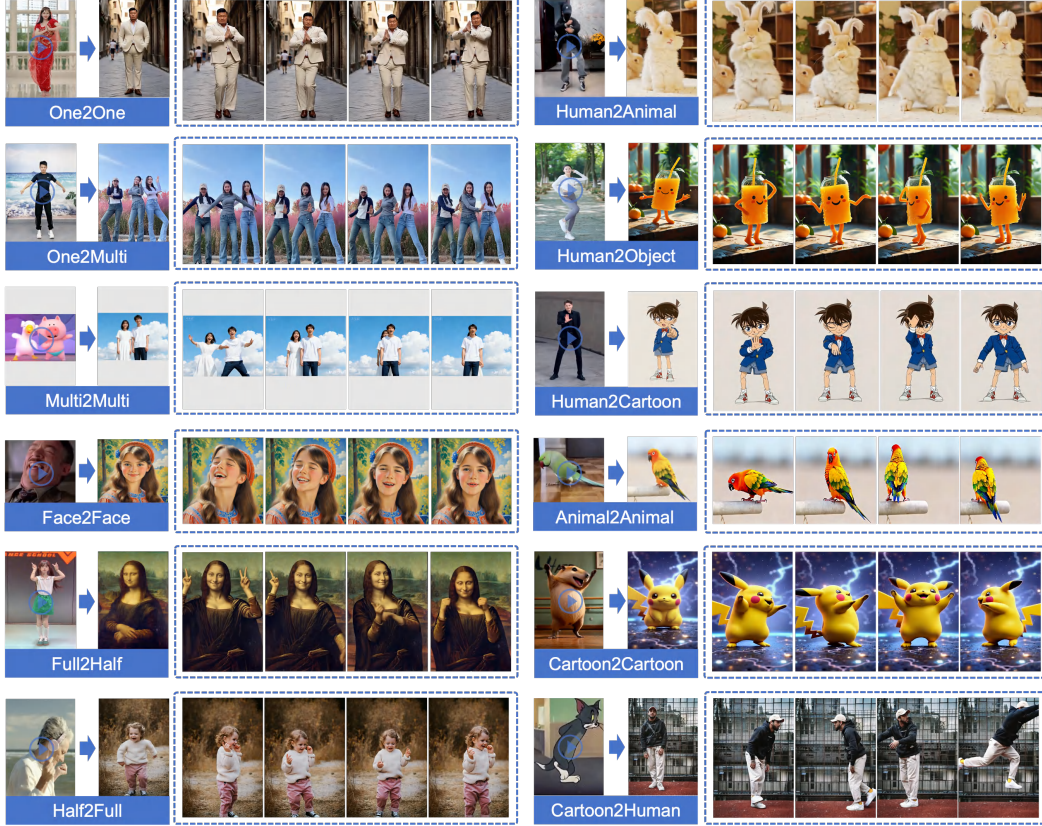 One2One
Human2Animal
One2Multi
Human2Object
Multi2Multi
Human2Cartoon
Face2Face
Animal2Animal
Full2Half
Cartoon2Cartoon
Half2Full
Cartoon2Human